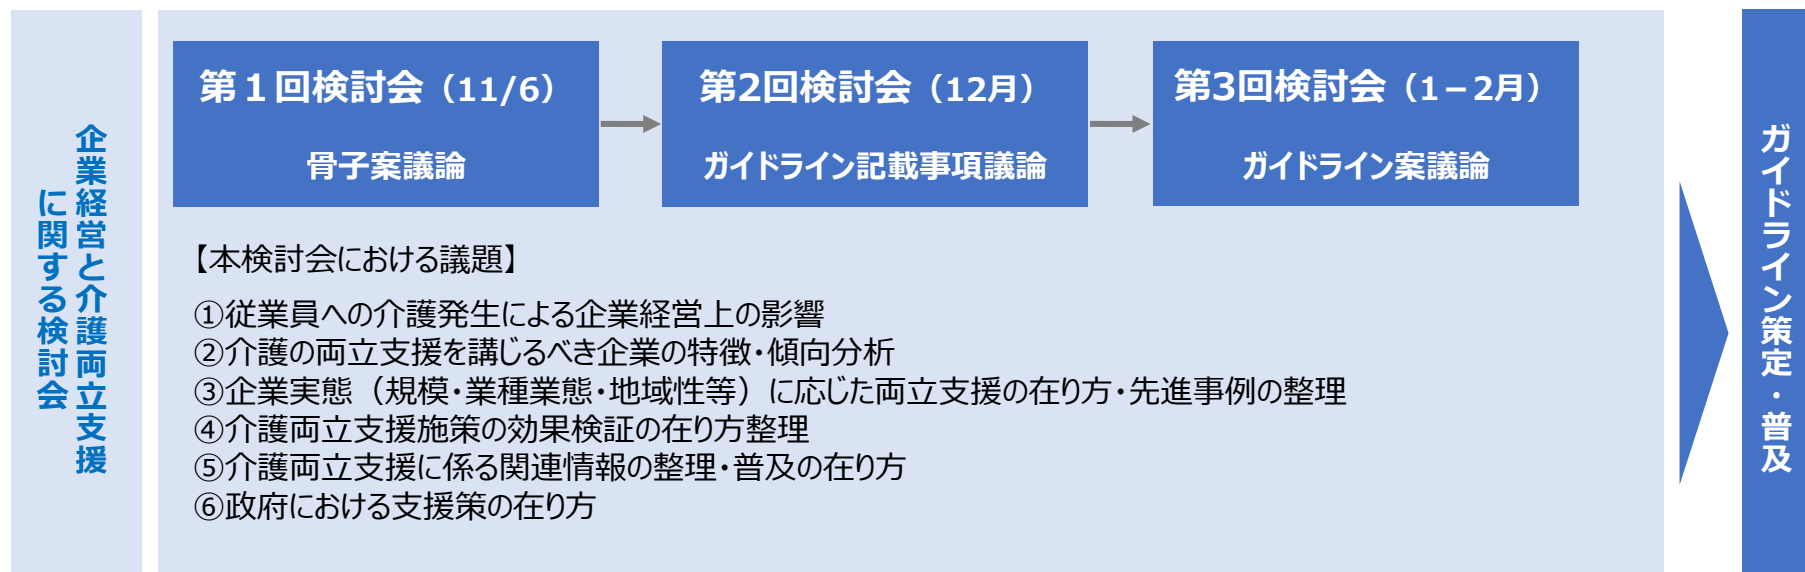 企業経営と介護両立支援
に関する検討会
第１回検討会（11/6）
骨子案議論
第2回検討会（12月）
ガイドライン記載事項議論
第3回検討会（1－2月）
ガイドライン案議論
【本検討会における議題】
①従業員への介護発生による企業経営上の影響
②介護の両立支援を講じるべき企業の特徴・傾向分析
③企業実態（規模・業種業態・地域性等）に応じた両立支援の在り方・先進事例の整理
④介護両立支援施策の効果検証の在り方整理
⑤介護両立支援に係る関連情報の整理・普及の在り方
⑥政府における支援策の在り方
ガイドライン策定・普及